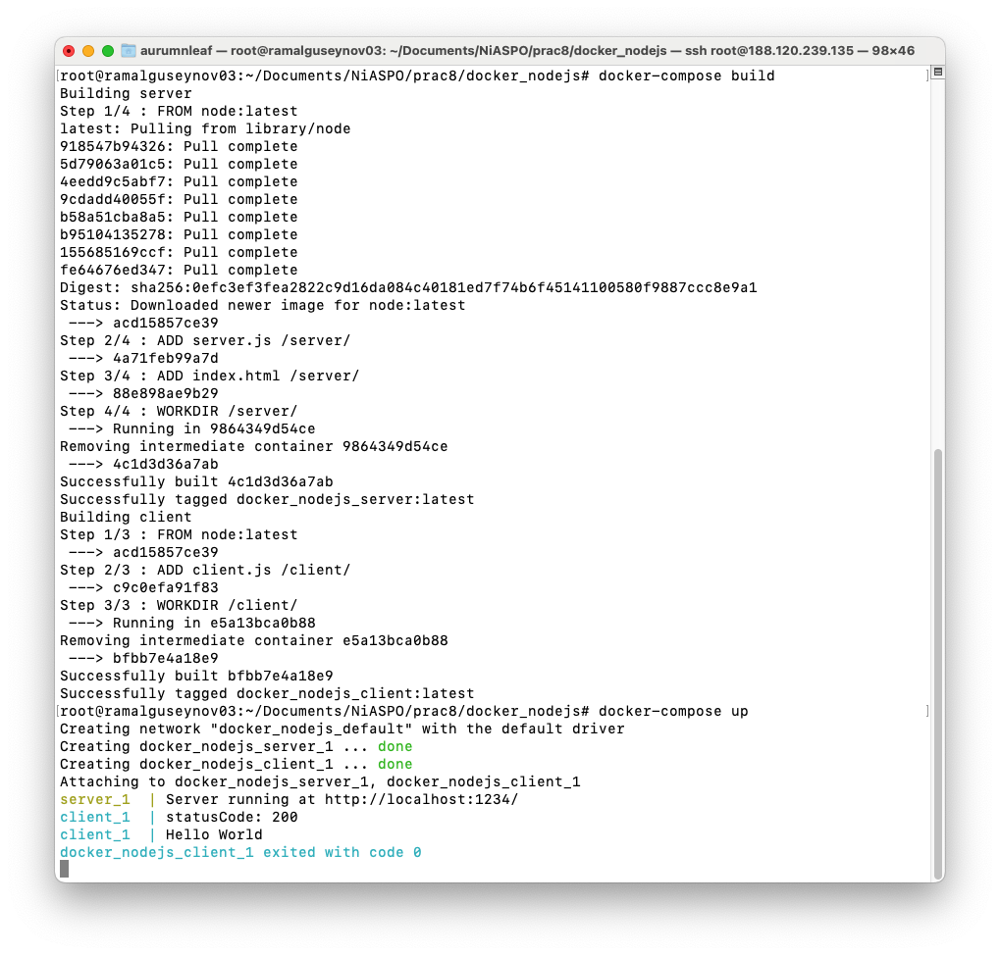 aurumnleaf — root@ramalguseynov03: ~/Documents/NiASPO/prac8/docker_nodejs — ssh root@188.120.239.135 — 98×46
[root@ramalguseynov03:~/Documents/NiASPO/prac8/docker_nodejs# docker-compose build ]
Building server
Step 1/4 : FROM node:latest
latest: Pulling from library/node
918547b94326: Pull complete
5d79063a01c5: Pull complete
4eedd9c5abf7: Pull complete
9cdadd40055f: Pull complete
b58a51cba8a5: Pull complete
b95104135278: Pull complete
155685169ccf: Pull complete
fe64676ed347: Pull complete
Digest: sha256:0efc3ef3fea2822c9d16da084c40181ed7f74b6f45141100580f9887ccc8e9a1
Status: Downloaded newer image for node:latest
 ---> acd15857ce39
Step 2/4 : ADD server.js /server/
 ---> 4a71feb99a7d
Step 3/4 : ADD index.html /server/
 ---> 88e898ae9b29
Step 4/4 : WORKDIR /server/
 ---> Running in 9864349d54ce
Removing intermediate container 9864349d54ce
 ---> 4c1d3d36a7ab
Successfully built 4c1d3d36a7ab
Successfully tagged docker_nodejs_server:latest
Building client
Step 1/3 : FROM node:latest
 ---> acd15857ce39
Step 2/3 : ADD client.js /client/
 ---> c9c0efa91f83
Step 3/3 : WORKDIR /client/
 ---> Running in e5a13bca0b88
Removing intermediate container e5a13bca0b88
 ---> bfbb7e4a18e9
Successfully built bfbb7e4a18e9
Successfully tagged docker_nodejs_client:latest
[root@ramalguseynov03:~/Documents/NiASPO/prac8/docker_nodejs# docker-compose up ]
Creating network "docker_nodejs_default" with the default driver
Creating docker_nodejs_server_1 ... done
Creating docker_nodejs_client_1 ... done
Attaching to docker_nodejs_server_1, docker_nodejs_client_1
server_1  | Server running at http://localhost:1234/
client_1  | statusCode: 200
client_1  | Hello World
docker_nodejs_client_1 exited with code 0